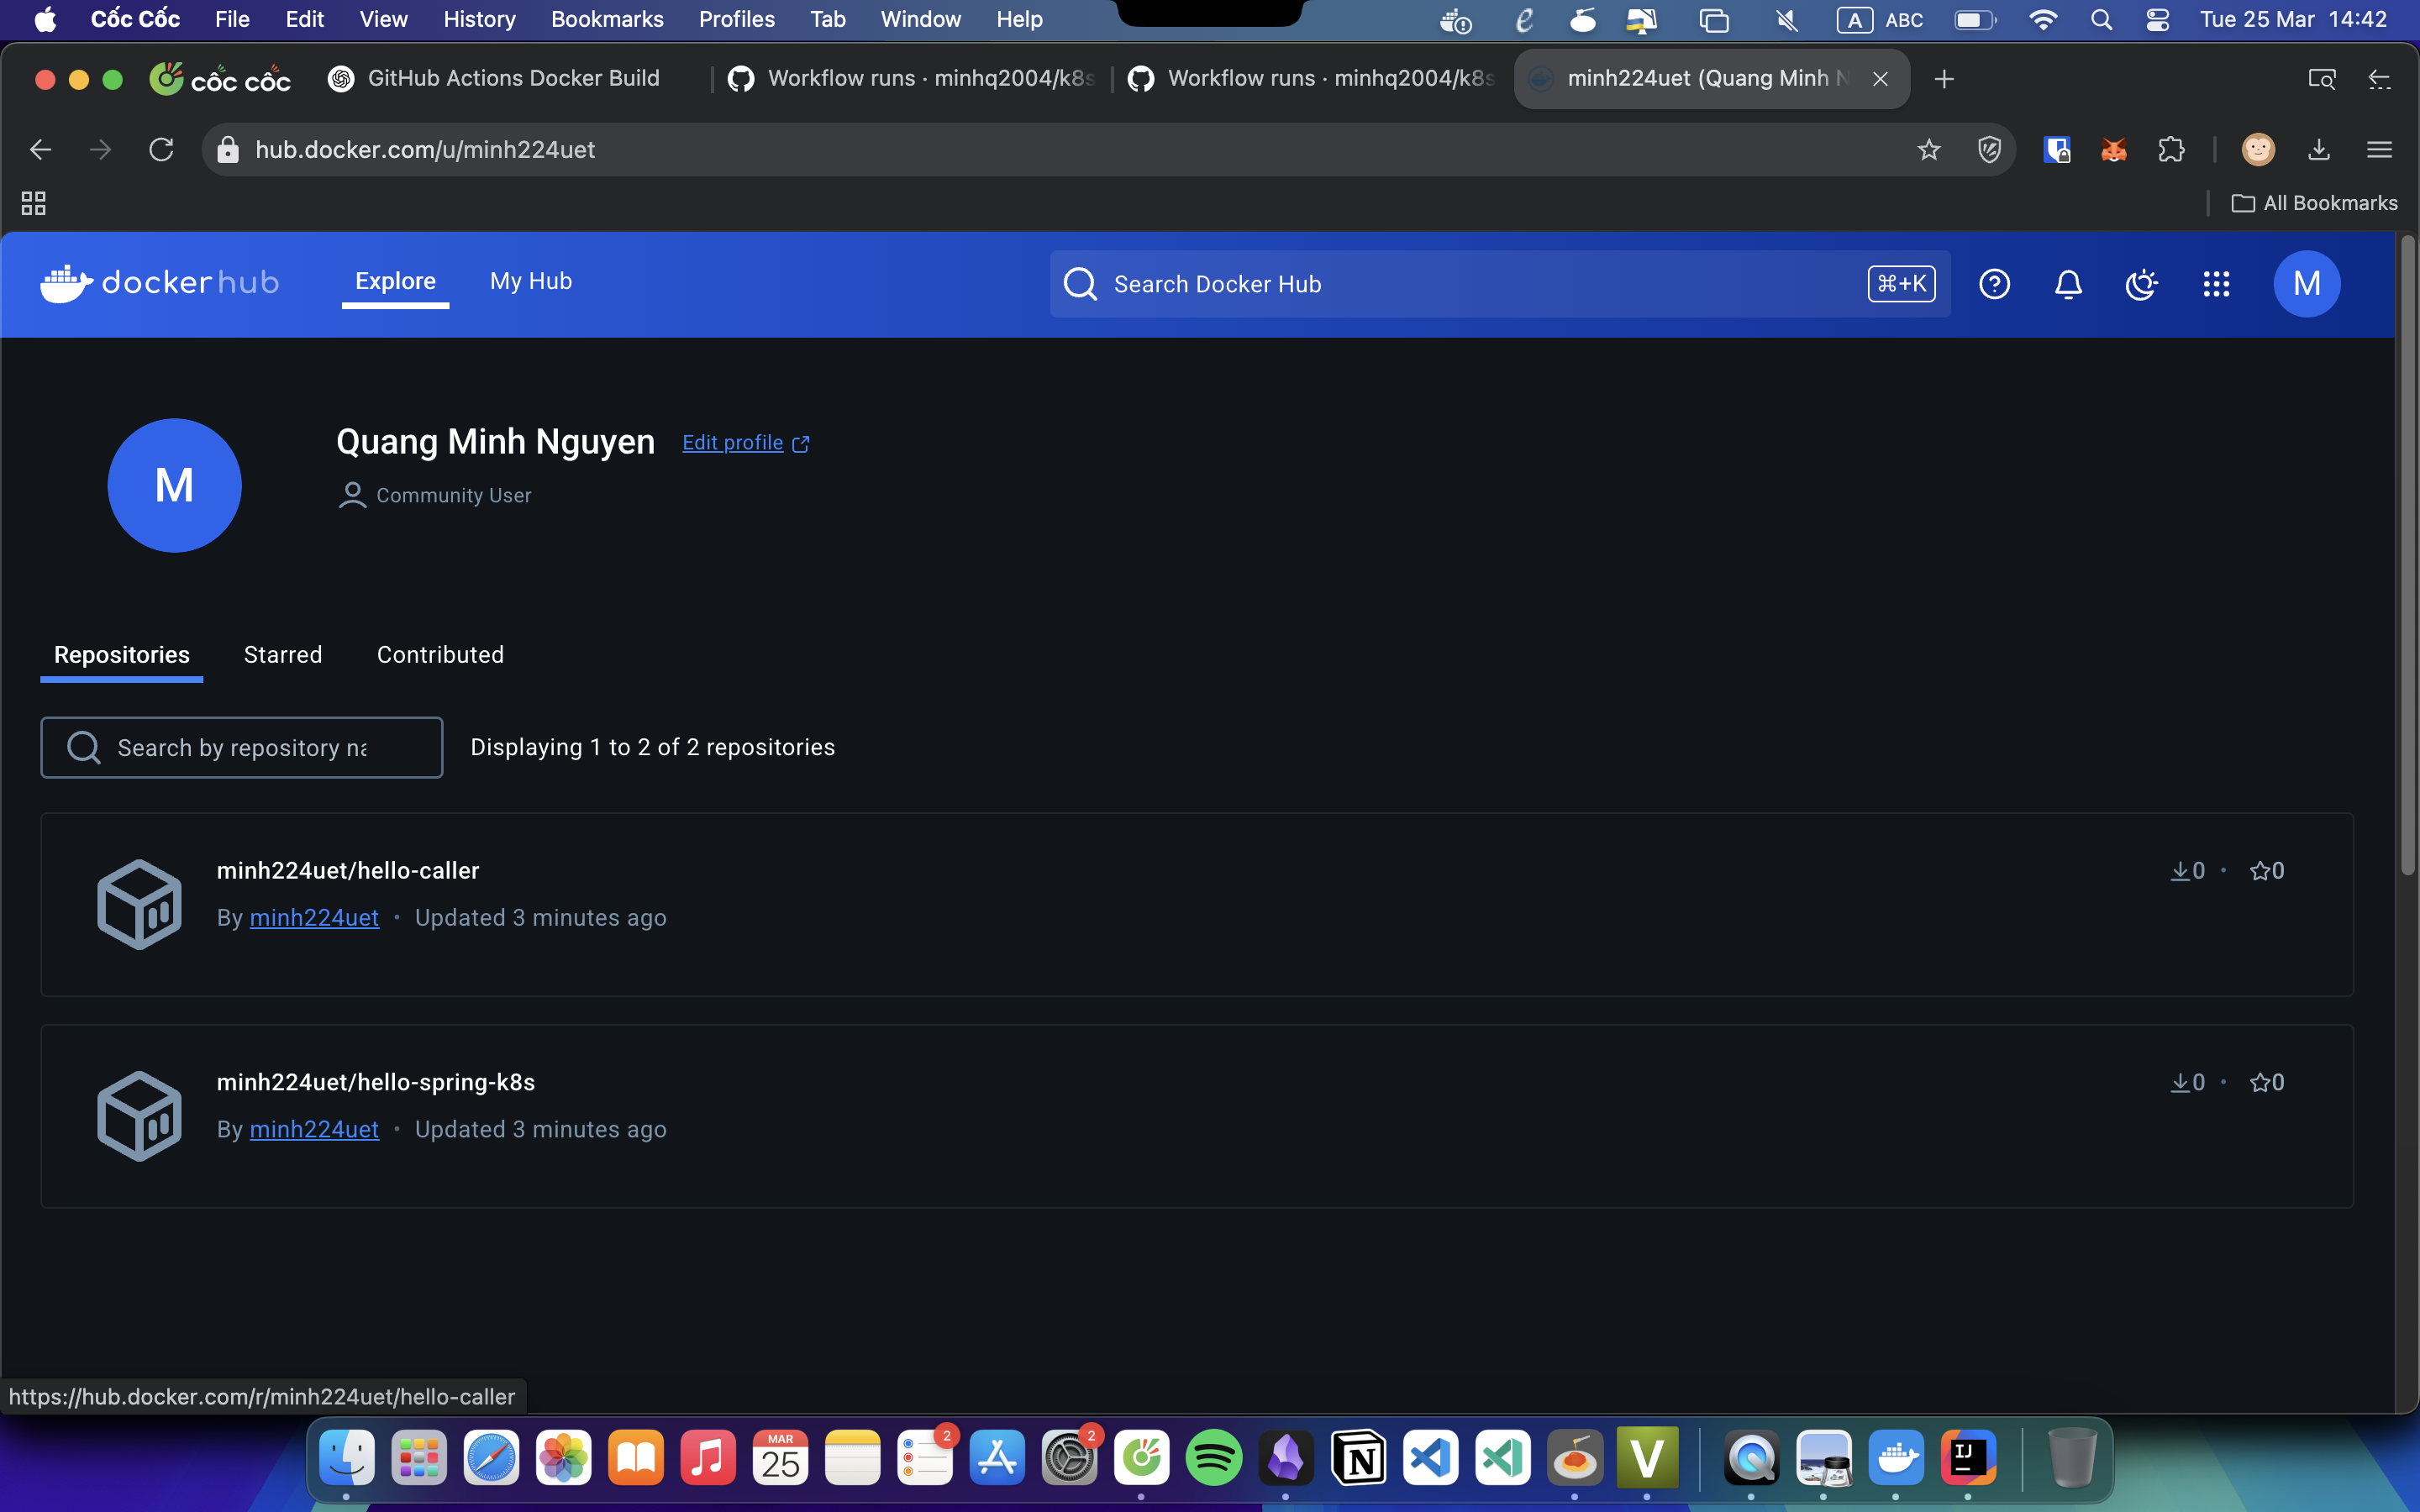 Cốc Cốc File Edit View History Bookmarks Profiles Tab Window Help A ABC Tue 25 Mar 14:42
cốc cốc GitHub Actions Docker Build Workflow runs · minhq2004/k8s Workflow runs · minhq2004/k8s minh224uet (Quang Minh N
hub.docker.com/u/minh224uet
All Bookmarks
dockerhub Explore My Hub Search Docker Hub ⌘+K M
M
Quang Minh Nguyen Edit profile
Community User
Repositories Starred Contributed
Search by repository na Displaying 1 to 2 of 2 repositories
minh224uet/hello-caller 0 · 0
By minh224uet • Updated 3 minutes ago
minh224uet/hello-spring-k8s 0 · 0
By minh224uet • Updated 3 minutes ago
https://hub.docker.com/r/minh224uet/hello-caller
MAR 2 2
25 N V IJ